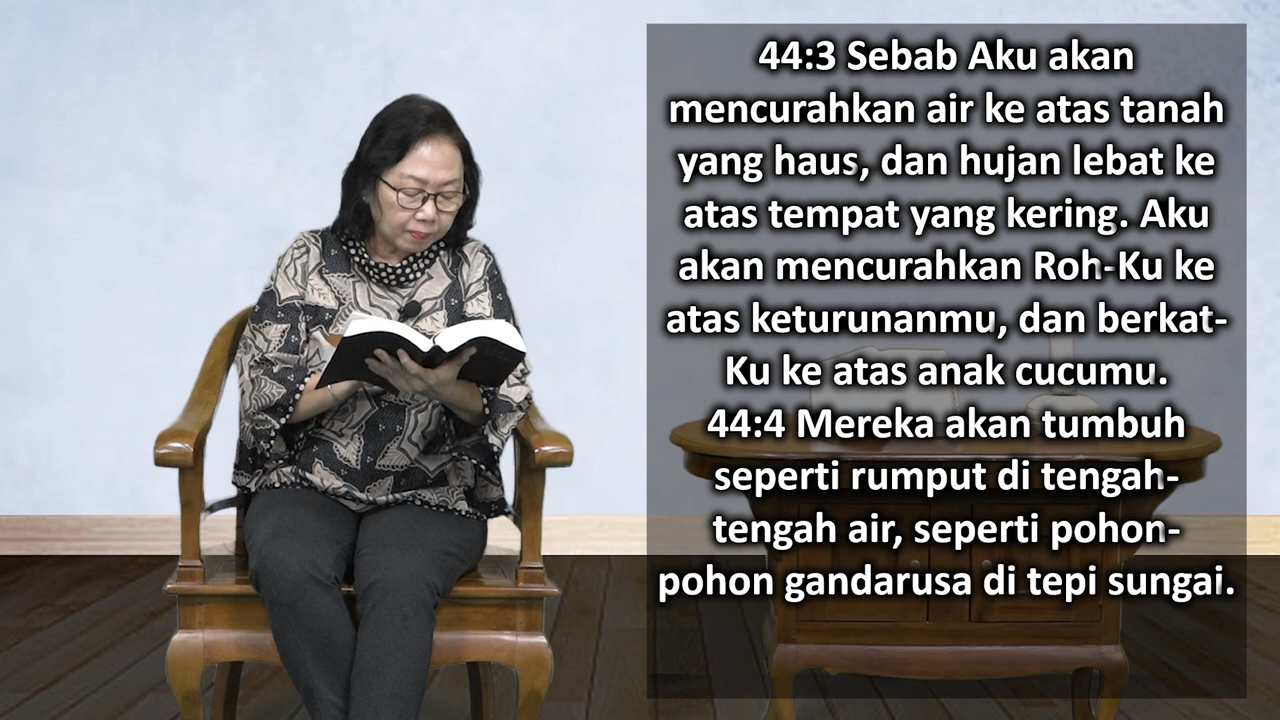 44:3 Sebab Aku akan
mencurahkan air ke atas tanah
yang haus, dan hujan lebat ke
atas tempat yang kering. Aku
akan mencurahkan Roh-Ku ke
atas keturunanmu, dan berkat-
Ku ke atas anak cucumu.
44:4 Mereka akan tumbuh
seperti rumput di tengah-
tengah air, seperti pohon-
pohon gandarusa di tepi sungai.